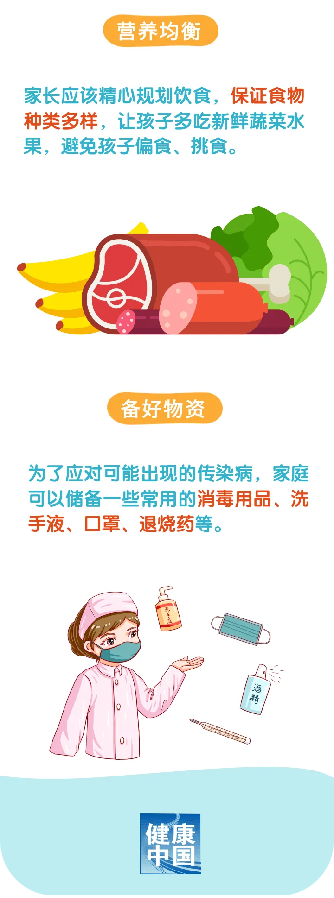 营养均衡
家长应该精心规划饮食，保证食物
种类多样，让孩子多吃新鲜蔬菜水
果，避免孩子偏食、挑食。
备好物资
为了应对可能出现的传染病，家庭
可以储备一些常用的消毒用品、洗
手液、口罩、退烧药等。
酒精
健康
中国